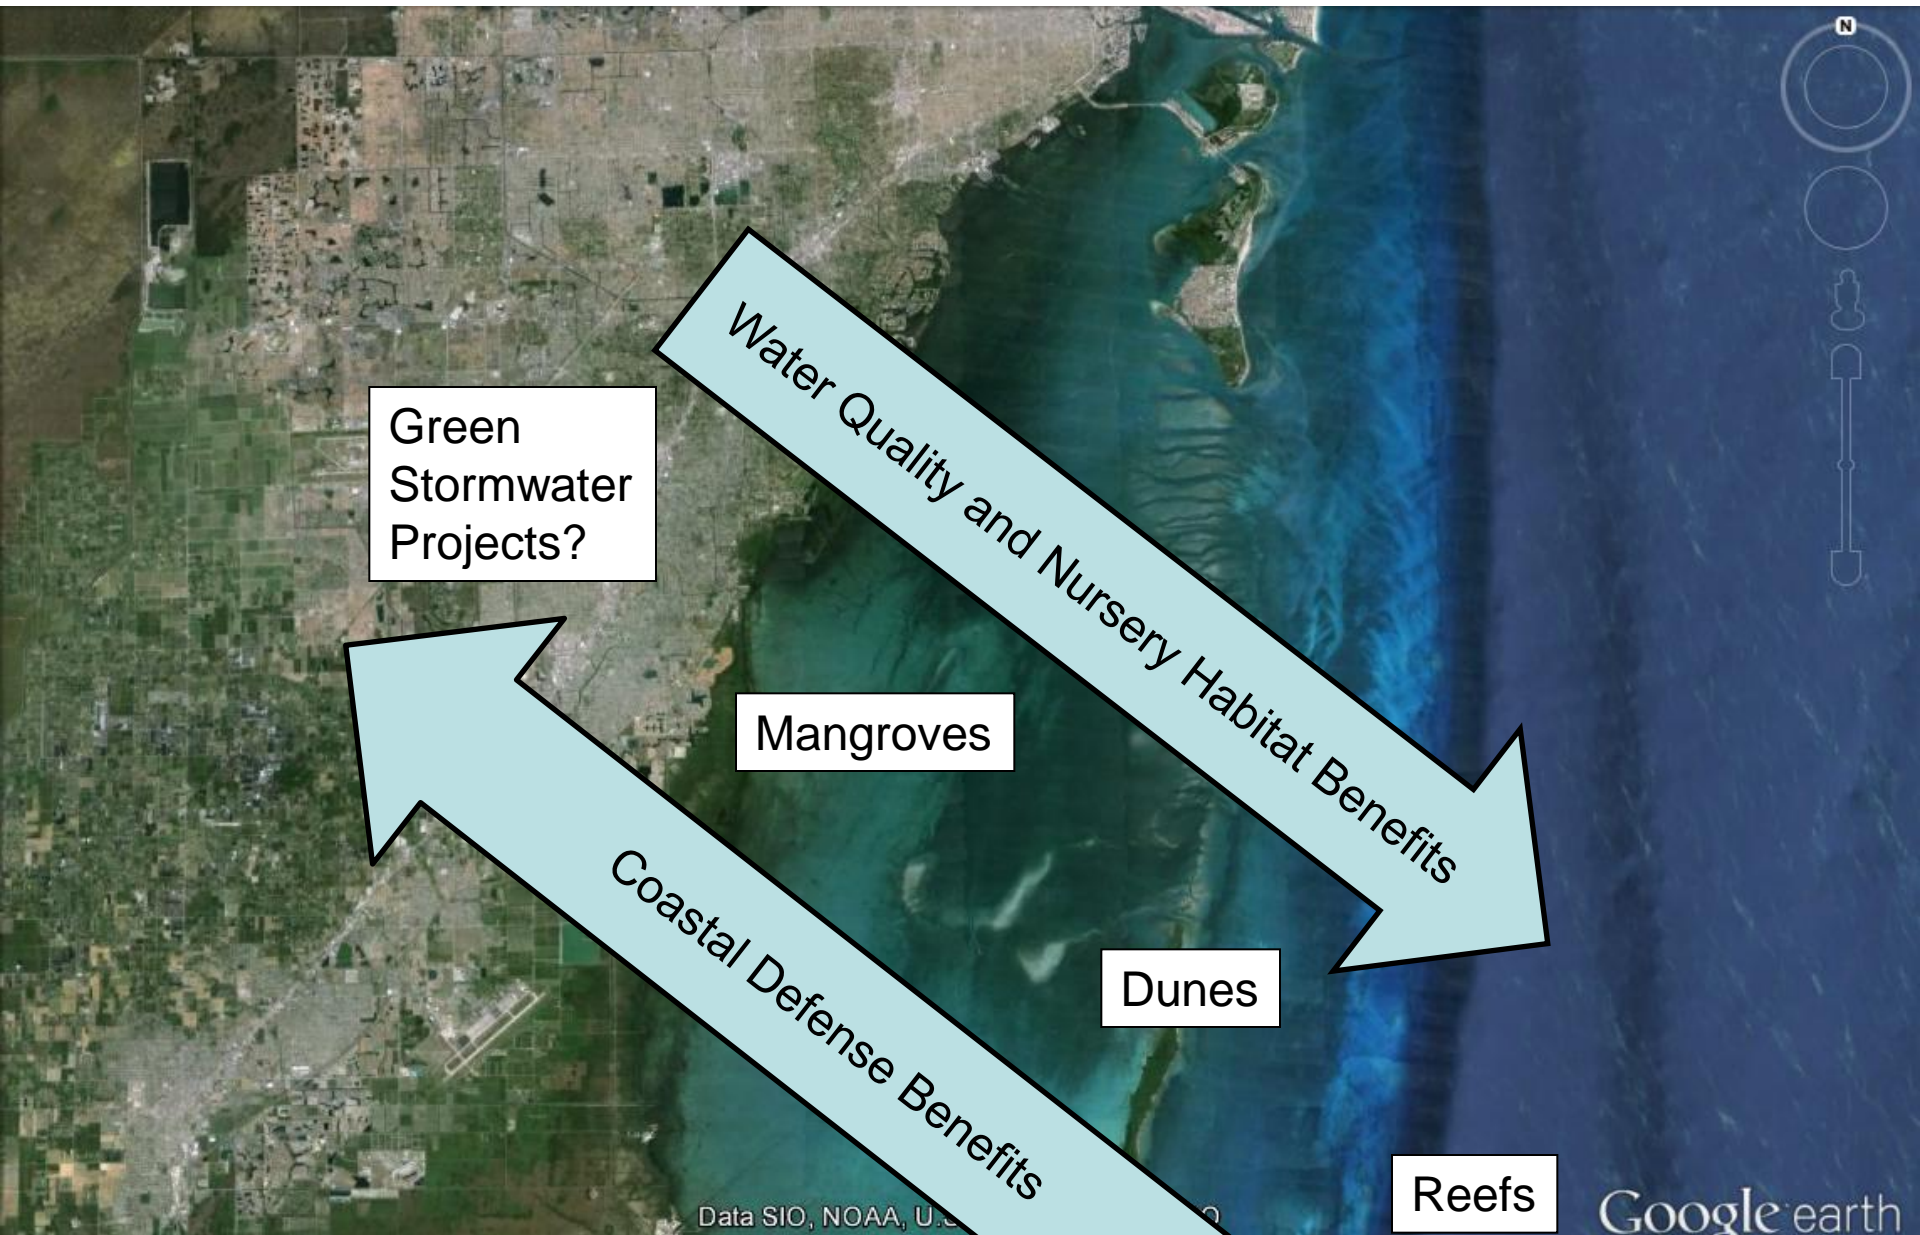 N
Water Quality and Nursery Habitat Benefits
Green
Stormwater
Projects?
Mangroves
Coastal Defense Benefits
Dunes
Reefs
Data SIO, NOAA, U.S
Google earth